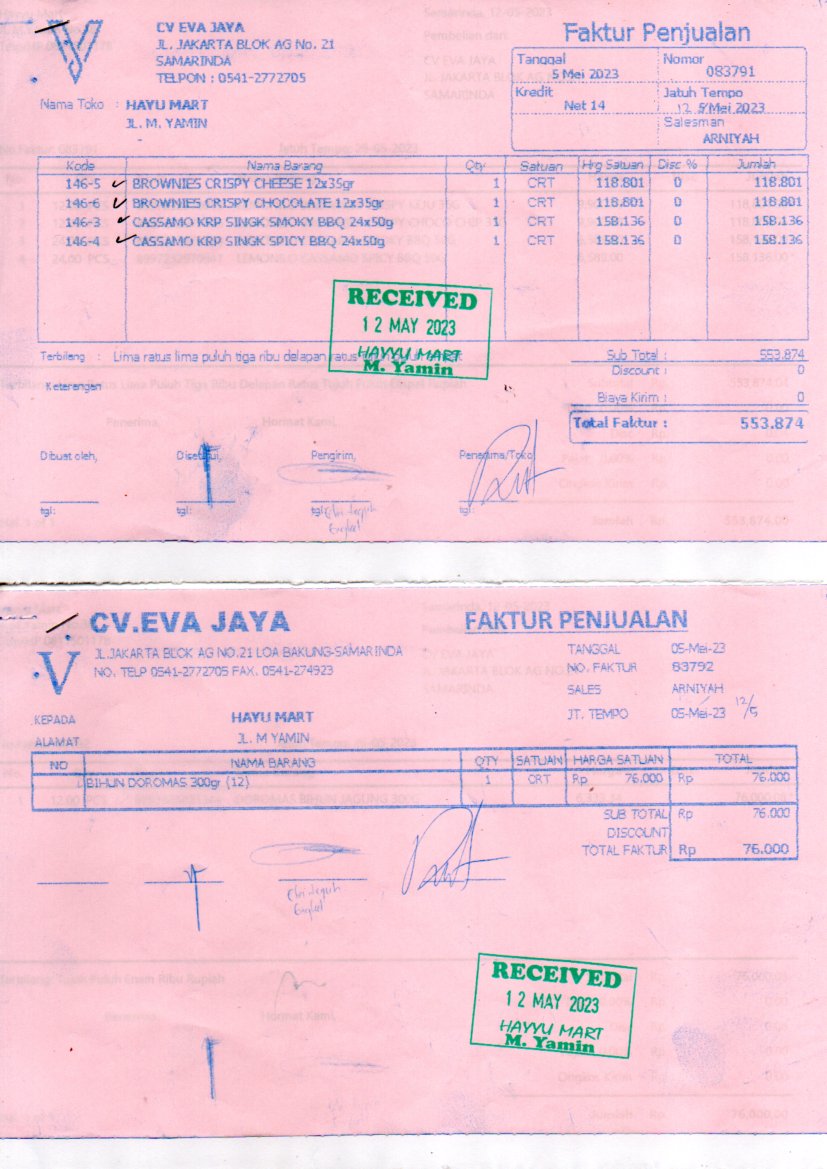 CV EVA JAYA
JL. JAKARTA BLOK AG No. 21
SAMARINDA
TELPON : 0541-2772705
Faktur Penjualan
Tanggal Nomor
5 Mei 2023 083791
Kredit Jatuh Tempo
Net 14 12 5 Mei 2023
Salesman
ARNIYAH
Nama Toko : HAYU MART
JL. M. YAMIN
Kode Nama Barang Qty Satuan Hrg Satuan Disc % Jumlah
146-5 BROWNIES CRISPY CHEESE 12x35gr 1 CRT 118.801 0 118.801
146-6 BROWNIES CRISPY CHOCOLATE 12x35gr 1 CRT 118.801 0 118.801
146-3 CASSAMO KRP SINGK SMOKY BBQ 24x50g 1 CRT 158.136 0 158.136
146-4 CASSAMO KRP SINGK SPICY BBQ 24x50g 1 CRT 158.136 0 158.136
RECEIVED
12 MAY 2023
HAYYU MART
M. Yamin
Terbilang : Lima ratus lima puluh tiga ribu delapan ratus
Keterangan
Sub Total : 553.874
Discount : 0
Biaya Kirim : 0
Total Faktur : 553.874
Dibuat oleh, Disetujui, Pengirim, Penerima/Toko
tgl: tgl: tgl: tgl:
CV.EVA JAYA
JL.JAKARTA BLOK AG NO.21 LOA BAKUNG-SAMARINDA
NO. TELP 0541-2772705 FAX. 0541-274923
FAKTUR PENJUALAN
TANGGAL 05-Mei-23
NO. FAKTUR 83792
SALES ARNIYAH
JT. TEMPO 05-Mei-23 12/5
KEPADA HAYU MART
ALAMAT JL. M YAMIN
NO NAMA BARANG QTY SATUAN HARGA SATUAN TOTAL
BIHUN DOROMAS 300gr (12) 1 CRT Rp 76.000 Rp 76.000
SUB TOTAL Rp 76.000
DISCOUNT
TOTAL FAKTUR Rp 76.000
RECEIVED
12 MAY 2023
HAYYU MART
M. Yamin